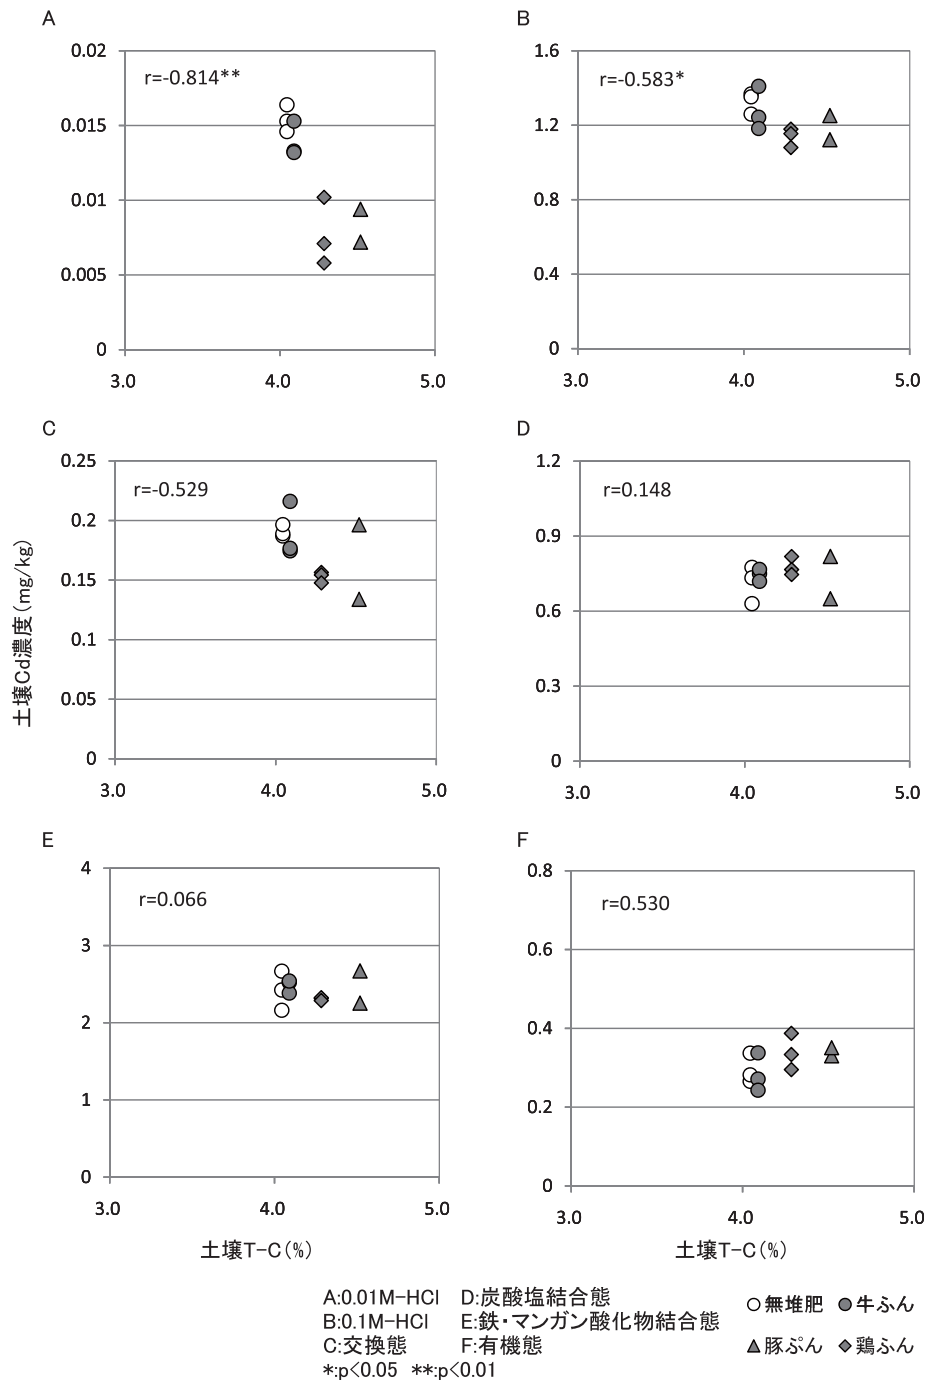 A
0.02
0.015
0.01
0.005
0
r=-0.814**
3.0 4.0 5.0
B
1.6
1.2
0.8
0.4
0
r=-0.583*
3.0 4.0 5.0
C
0.25
0.2
0.15
0.1
0.05
0
r=-0.529
3.0 4.0 5.0
D
1.2
0.9
0.6
0.3
0
r=0.148
3.0 4.0 5.0
土壌Cd濃度(mg/kg)
E
4
3
2
1
0
r=0.066
3.0 4.0 5.0
土壌T-C(%)
F
0.8
0.6
0.4
0.2
0
r=0.530
3.0 4.0 5.0
土壌T-C(%)
A:0.01M-HCl D:炭酸塩結合態
B:0.1M-HCl E:鉄・マンガン酸化物結合態
C:交換態 F:有機態
*:p<0.05 **:p<0.01
無堆肥 牛ふん
豚ぷん 鶏ふん